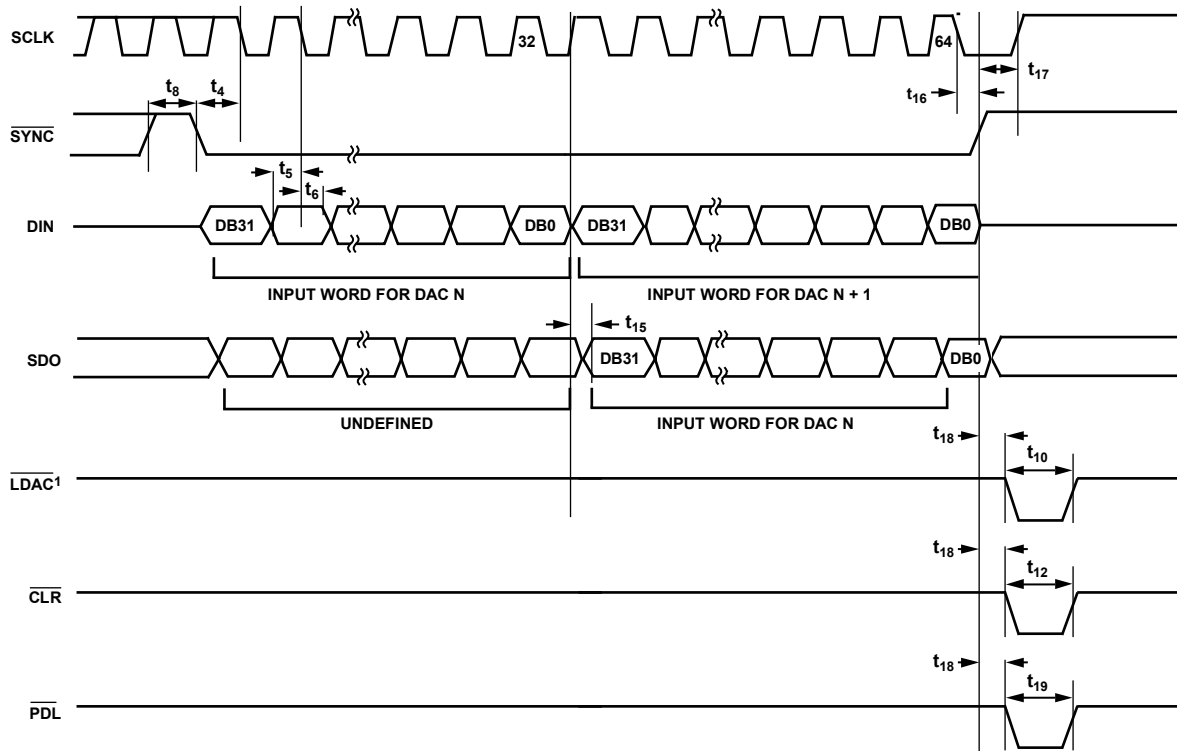 SCLK
32
64
t17
t16
t8
t4
SYNC
t5
t6
DIN
DB31
DB0
DB31
DB0
INPUT WORD FOR DAC N
INPUT WORD FOR DAC N + 1
t15
SDO
DB31
DB0
UNDEFINED
INPUT WORD FOR DAC N
t18
t10
LDAC1
t18
t12
CLR
t18
t19
PDL